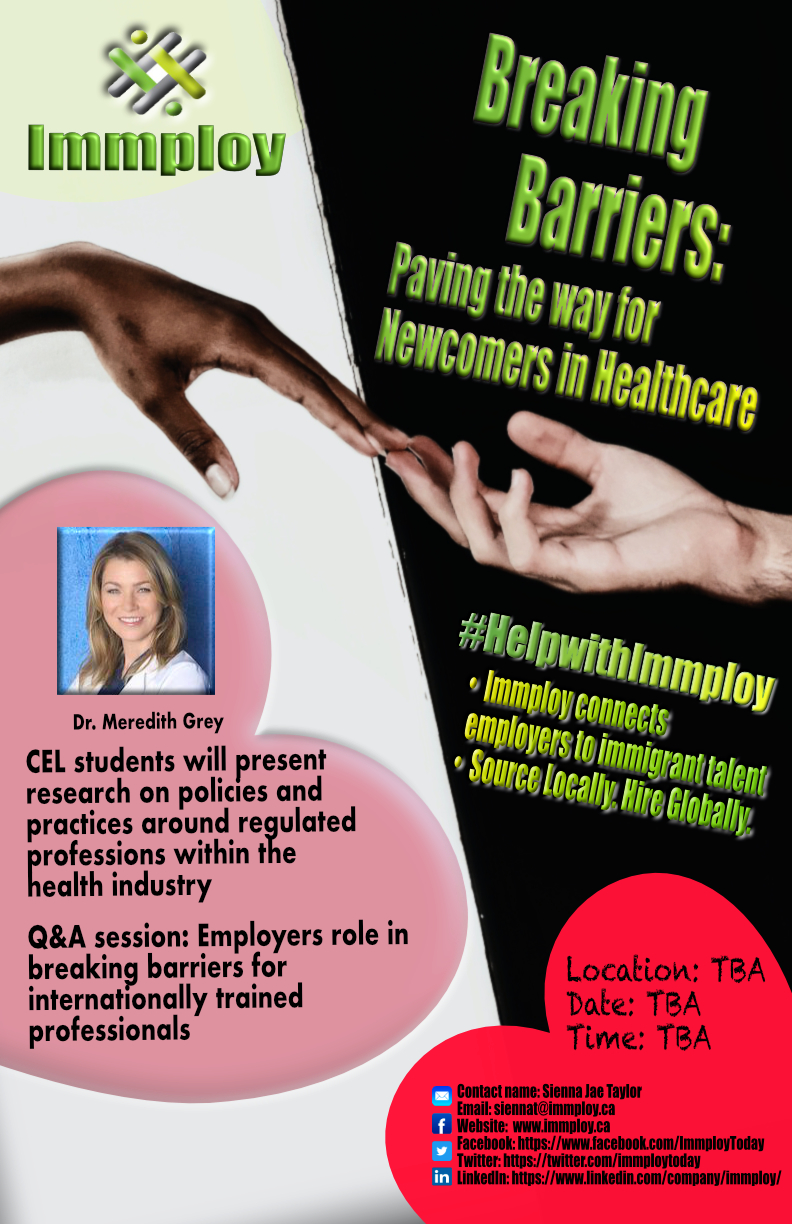 Immploy
Breaking
Barriers:
Paving the way for
Newcomers in Healthcare
Dr. Meredith Grey
CEL students will present
research on policies and
practices around regulated
professions within the
health industry
Q&A session: Employers role in
breaking barriers for
internationally trained
professionals
#HelpwithImmploy
• Immploy connects
employers to immigrant talent
• Source Locally. Hire Globally.
Location: TBA
Date: TBA
Time: TBA
Contact name: Sienna Jae Taylor
Email: siennat@immploy.ca
Website: www.immploy.ca
Facebook: https://www.facebook.com/ImmployToday
Twitter: https://twitter.com/immploytoday
LinkedIn: https://www.linkedin.com/company/immploy/